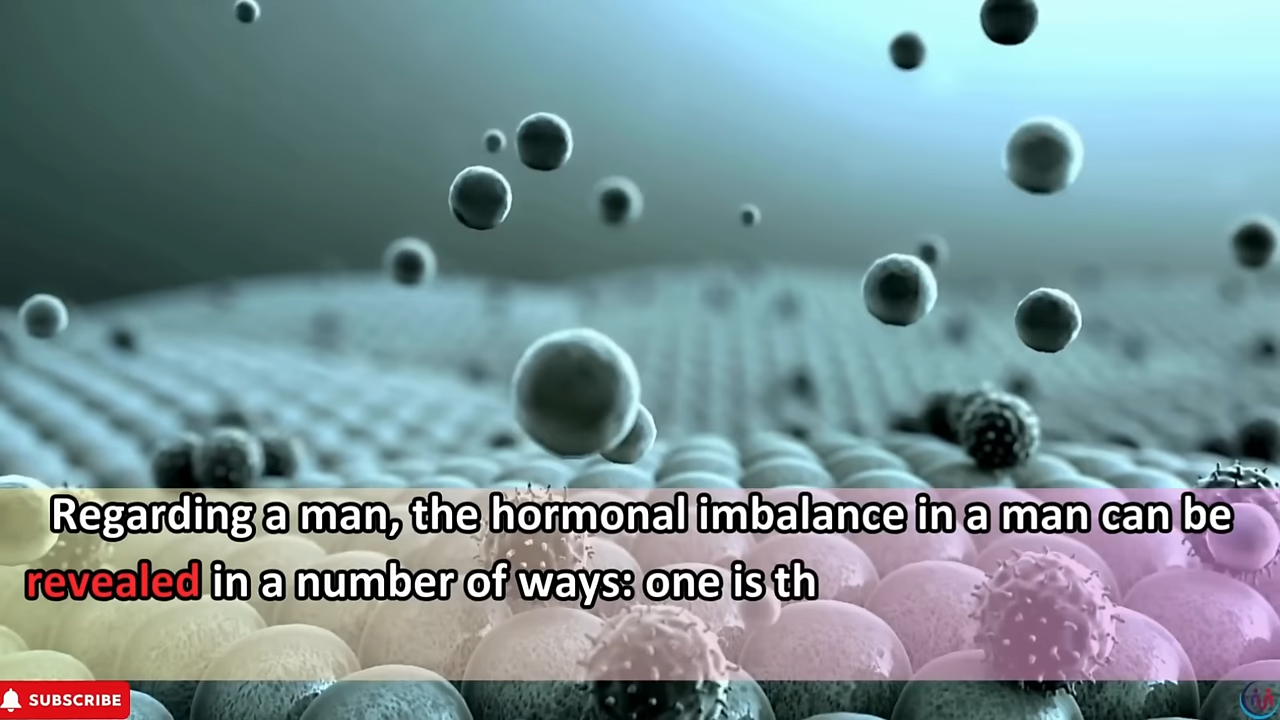 Regarding a man, the hormonal imbalance in a man can be
revealed in a number of ways: one is th
SUBSCRIBE